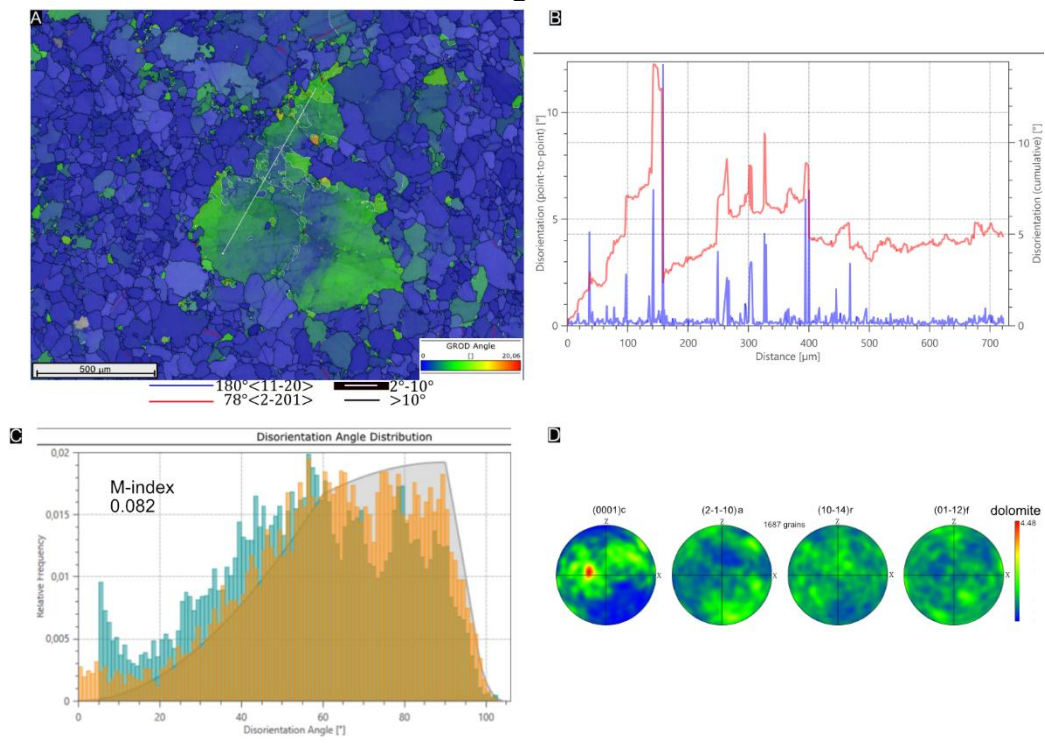 A
GROD Angle
0 [] 20,06
500 μm
180°<11-20> 2°-10°
78°<2-201> >10°
B
Disorientation (point-to-point) [°]
10
5
0
Disorientation (cumulative) [°]
10
5
0
0 100 200 300 400 500 600 700
Distance [μm]
C
Disorientation Angle Distribution
M-index
0.082
Relative Frequency
0,02
0,015
0,01
0,005
0
0 20 40 60 80 100
Disorientation Angle [°]
D
(0001)c (2-1-10)a (10-14)r (01-12)f dolomite
z z z z
1687 grains
4.48
X X X X